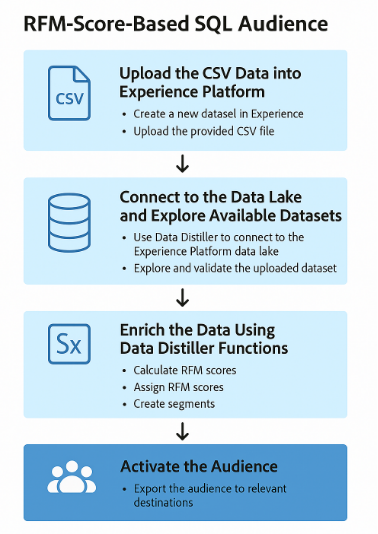 RFM-Score-Based SQL Audience
CSV
Upload the CSV Data into
Experience Platform
• Create a new datasel in Experience
• Upload the provided CSV file
Connect to the Data Lake
and Explore Available Datasets
• Use Data Distiller to connect to the
Experience Platform data lake
• Explore and validate the uploaded dataset
Sx
Enrich the Data Using
Data Distiller Functions
• Calculate RFM scores
• Assign RFM scores
• Create segments
Activate the Audience
• Export the audience to relevant
destinations